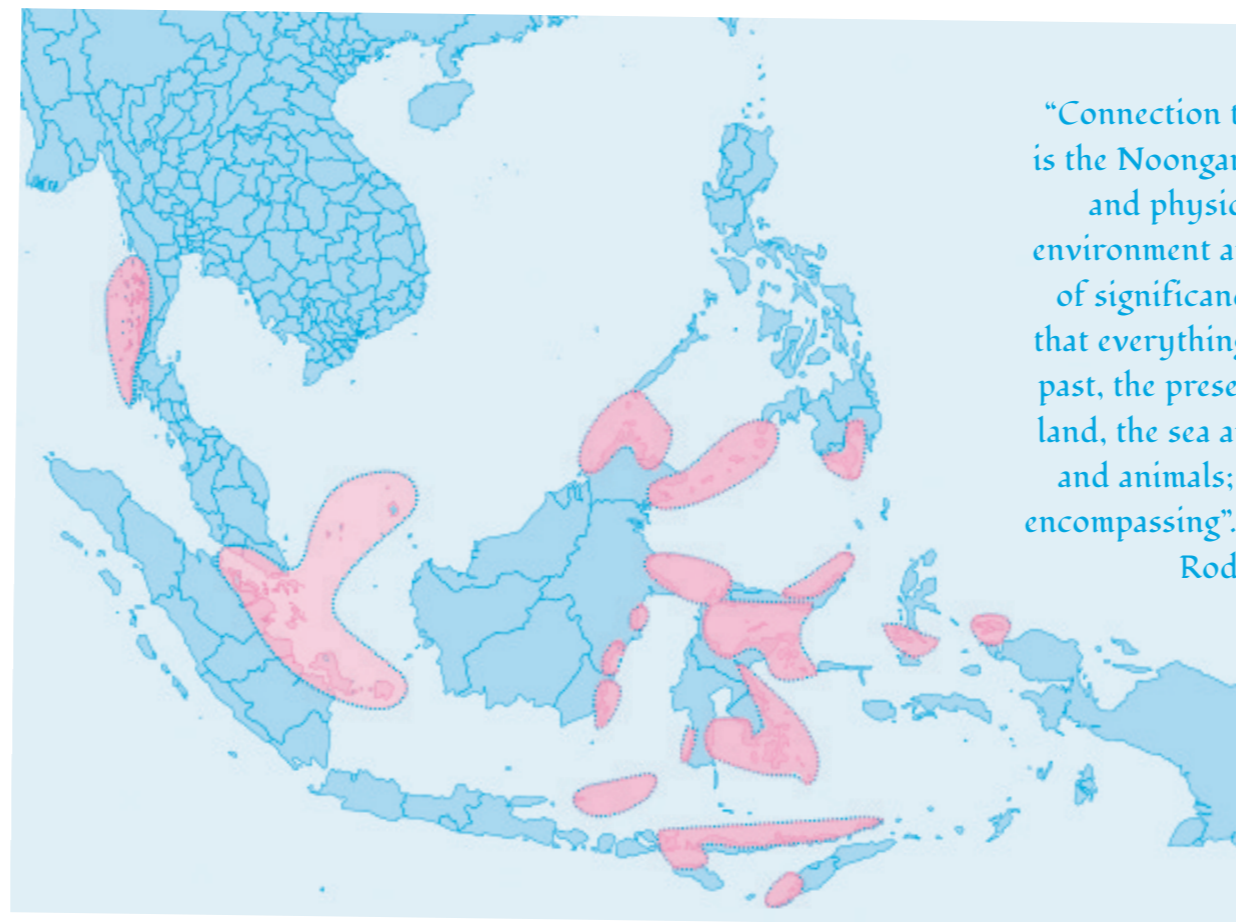 “Connection t
is the Noongar
and physic
environment a
of significanc
that everything
past, the prese
land, the sea a
and animals;
encompassing”.
Rod